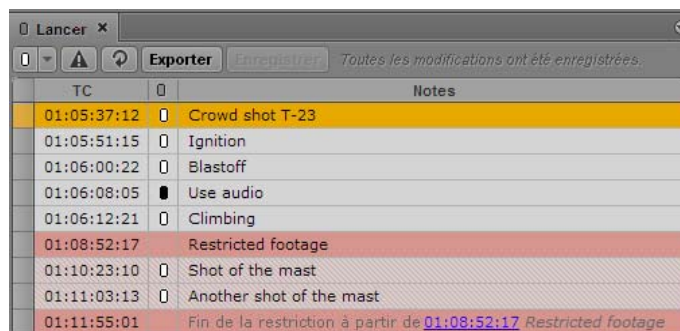 Lancer ×
Exporter Enregistrer Toutes les modifications ont été enregistrées.
TC Notes
01:05:37:12 Crowd shot T-23
01:05:51:15 Ignition
01:06:00:22 Blastoff
01:06:08:05 Use audio
01:06:12:21 Climbing
01:08:52:17 Restricted footage
01:10:23:10 Shot of the mast
01:11:03:13 Another shot of the mast
01:11:55:01 Fin de la restriction à partir de 01:08:52:17 Restricted footage